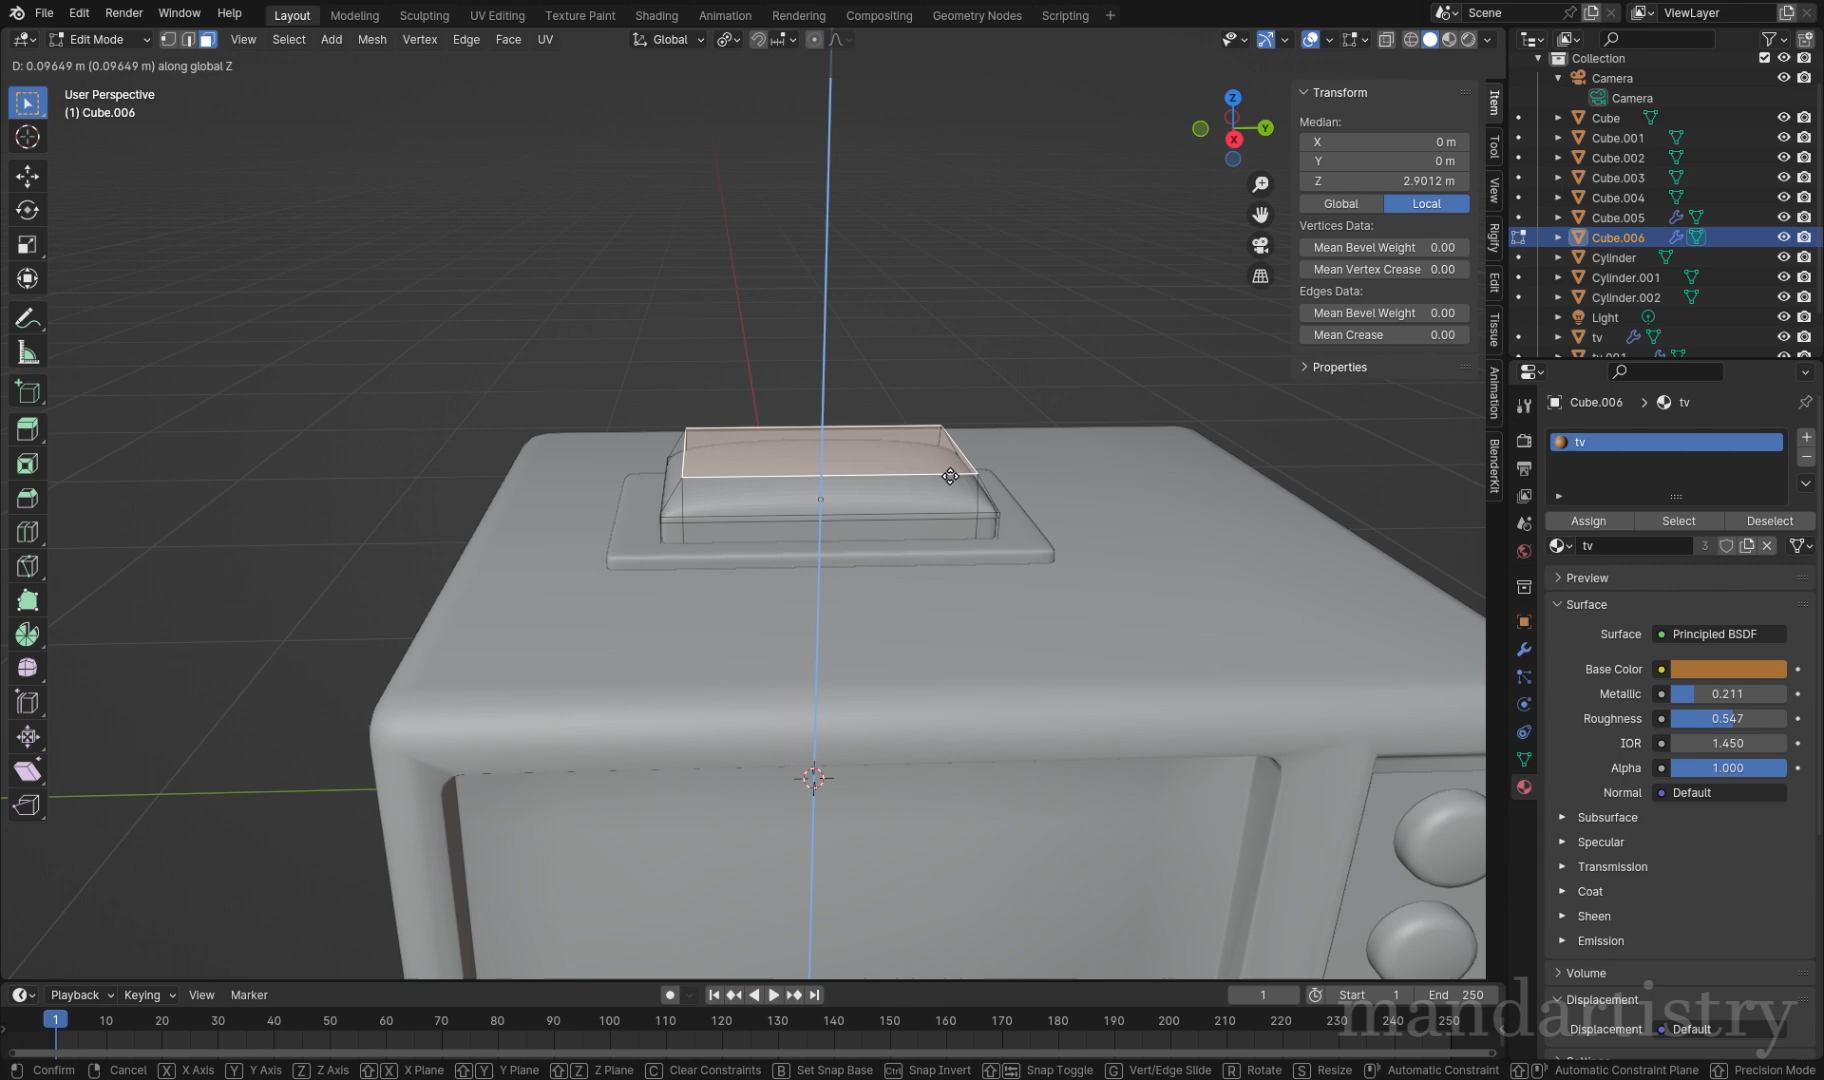 File Edit Render Window Help Layout Modeling Sculpting UV Editing Texture Paint Shading Animation Rendering Compositing Geometry Nodes Scripting + Scene ViewLayer
Edit Mode View Select Add Mesh Vertex Edge Face UV Global
D: 0.09649 m (0.09649 m) along global Z
User Perspective
(1) Cube.006
Z
Y
X
Transform
Median:
X 0 m
Y 0 m
Z 2.9012 m
Global Local
Vertices Data:
Mean Bevel Weight 0.00
Mean Vertex Crease 0.00
Edges Data:
Mean Bevel Weight 0.00
Mean Crease 0.00
Properties
Item
Tool
View
Rigify
Edit
Tissue
Animation
BlenderKit
Collection
Camera
Camera
Cube
Cube.001
Cube.002
Cube.003
Cube.004
Cube.005
Cube.006
Cylinder
Cylinder.001
Cylinder.002
Light
tv
tv.001
Cube.006 tv
tv
Assign Select Deselect
tv 3
Preview
Surface
Surface Principled BSDF
Base Color
Metallic 0.211
Roughness 0.547
IOR 1.450
Alpha 1.000
Normal Default
Subsurface
Specular
Transmission
Coat
Sheen
Emission
Volume
Displacement
Displacement Default
Playback Keying View Marker 1 Start 1 End 250
1 10 20 30 40 50 60 70 80 90 100 110 120 130 140 150 160 170 180 190 200 210 220 230 240 250
mandartistry
Confirm Cancel X X Axis Y Y Axis Z Z Axis X X Plane Y Y Plane Z Z Plane C Clear Constraints B Set Snap Base Ctrl Snap Invert Snap Toggle G Vert/Edge Slide R Rotate S Resize Automatic Constraint Automatic Constraint Plane Precision Mode